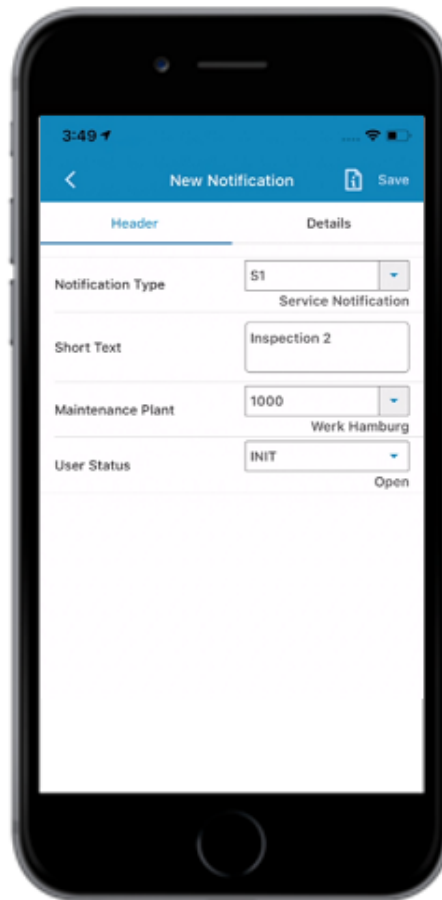 3:49
New Notification
Save
Header
Details
Notification Type
S1
Service Notification
Short Text
Inspection 2
Maintenance Plant
1000
Werk Hamburg
User Status
INIT
Open